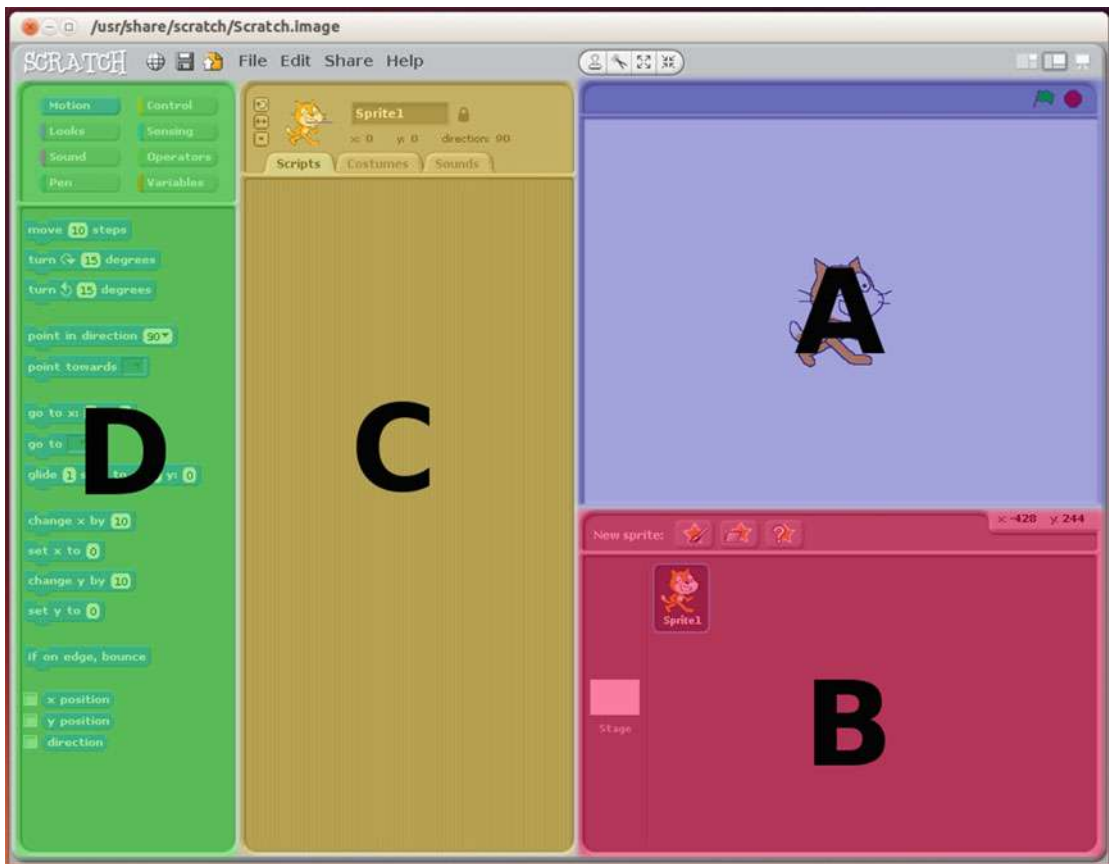 /usr/share/scratch/Scratch.image
SCRATCH File Edit Share Help
Motion Control
Looks Sensing
Sound Operators
Pen Variables
move 10 steps
turn 15 degrees
turn 15 degrees
point in direction 90
point towards
go to x:
go to
glide 1 to y: 0
change x by 10
set x to 0
change y by 10
set y to 0
if on edge, bounce
x position
y position
direction
D
Sprite1
x: 0 y: 0 direction: 90
Scripts Costumes Sounds
C
A
x: -428 y: 244
New sprite:
Sprite1
Stage
B